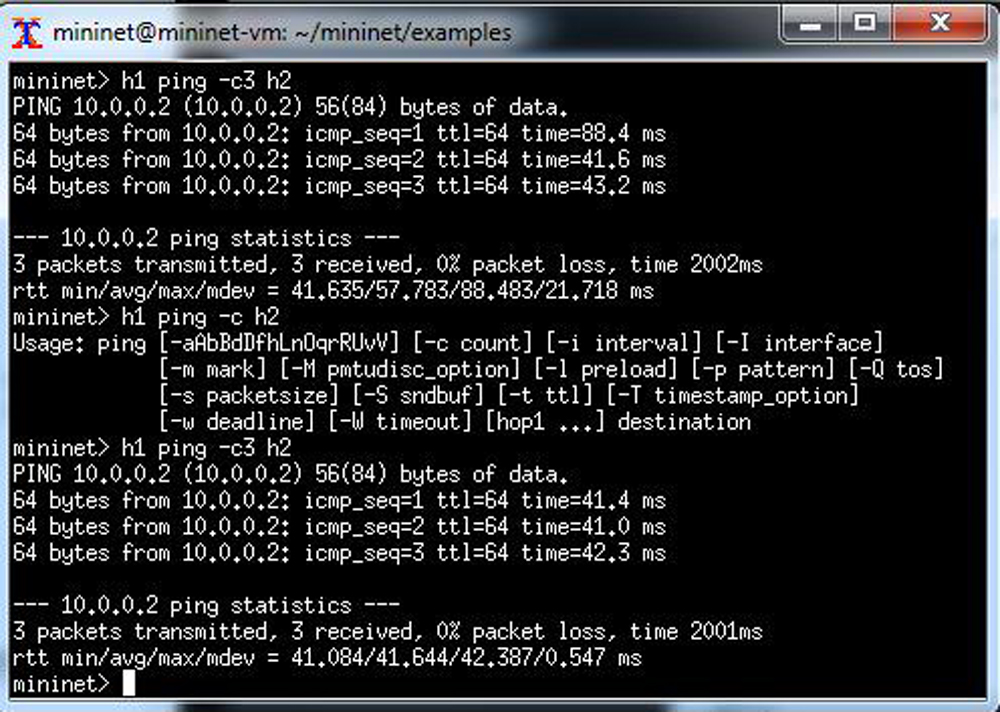 mininet@mininet-vm: ~/mininet/examples
mininet> h1 ping -c3 h2
PING 10.0.0.2 (10.0.0.2) 56(84) bytes of data.
64 bytes from 10.0.0.2: icmp_seq=1 ttl=64 time=88.4 ms
64 bytes from 10.0.0.2: icmp_seq=2 ttl=64 time=41.6 ms
64 bytes from 10.0.0.2: icmp_seq=3 ttl=64 time=43.2 ms
--- 10.0.0.2 ping statistics ---
3 packets transmitted, 3 received, 0% packet loss, time 2002ms
rtt min/avg/max/mdev = 41.635/57.783/88.483/21.718 ms
mininet> h1 ping -c h2
Usage: ping [-aAbBdDfhLnOqrRUvV] [-c count] [-i interval] [-I interface]
[-m mark] [-M pmtudisc_option] [-l preload] [-p pattern] [-Q tos]
[-s packetsize] [-S sndbuf] [-t ttl] [-T timestamp_option]
[-w deadline] [-W timeout] [hop1 ...] destination
mininet> h1 ping -c3 h2
PING 10.0.0.2 (10.0.0.2) 56(84) bytes of data.
64 bytes from 10.0.0.2: icmp_seq=1 ttl=64 time=41.4 ms
64 bytes from 10.0.0.2: icmp_seq=2 ttl=64 time=41.0 ms
64 bytes from 10.0.0.2: icmp_seq=3 ttl=64 time=42.3 ms
--- 10.0.0.2 ping statistics ---
3 packets transmitted, 3 received, 0% packet loss, time 2001ms
rtt min/avg/max/mdev = 41.084/41.644/42.387/0.547 ms
mininet>